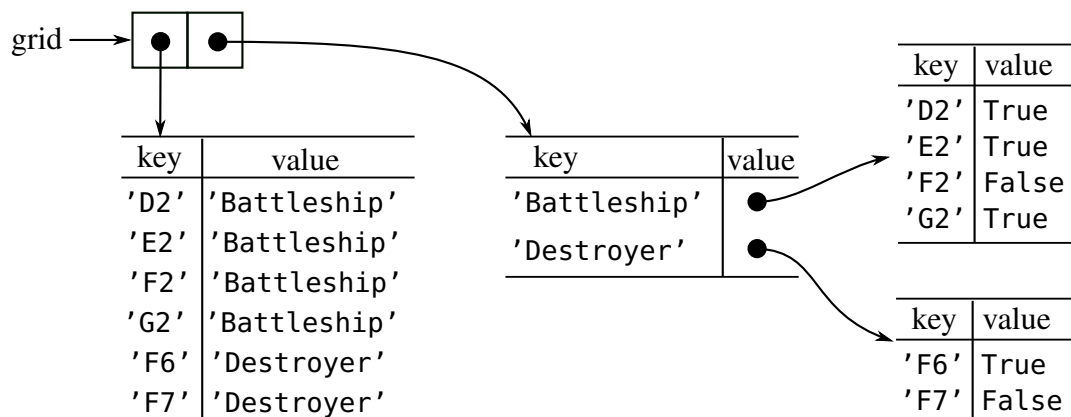 grid
key value
’D2’ ’Battleship’
’E2’ ’Battleship’
’F2’ ’Battleship’
’G2’ ’Battleship’
’F6’ ’Destroyer’
’F7’ ’Destroyer’
key value
’Battleship’
’Destroyer’
key value
’D2’ True
’E2’ True
’F2’ False
’G2’ True
key value
’F6’ True
’F7’ False